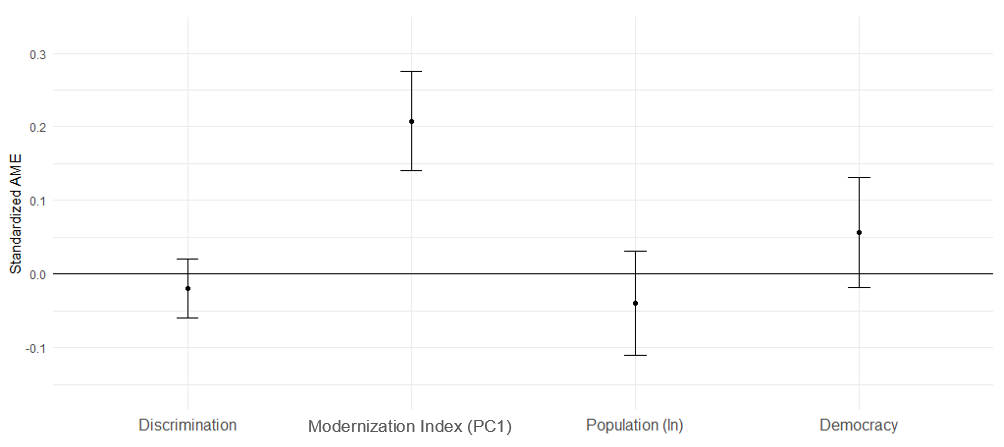 Standardized AME
0.3
0.2
0.1
0.0
-0.1
Discrimination
Modernization Index (PC1)
Population (ln)
Democracy